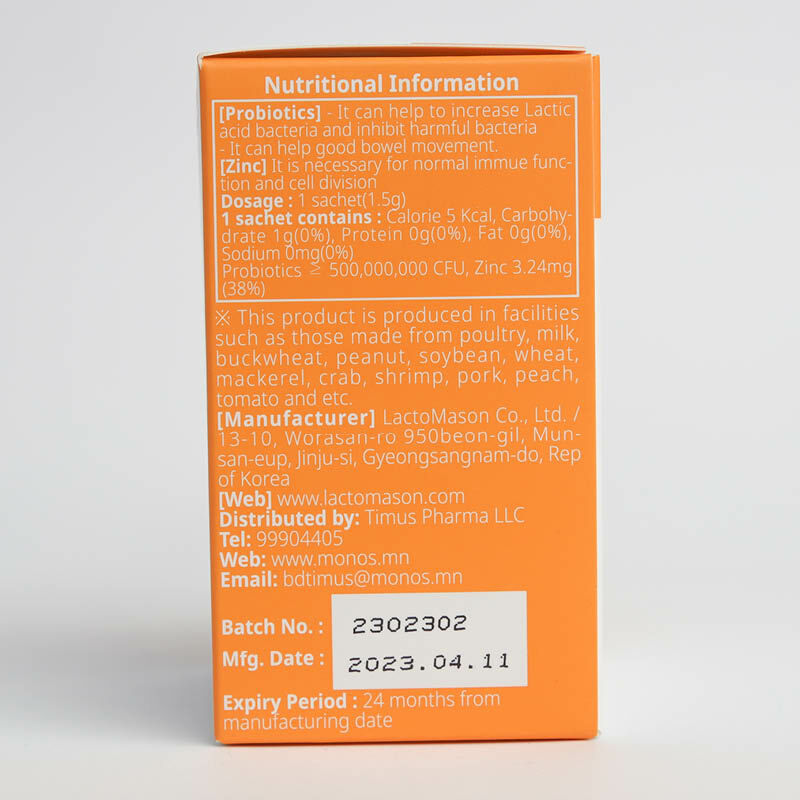 Nutritional Information
[Probiotics] - It can help to increase Lactic
acid bacteria and inhibit harmful bacteria
- It can help good bowel movement.
[Zinc] It is necessary for normal immue func-
tion and cell division
Dosage : 1 sachet(1.5g)
1 sachet contains : Calorie 5 Kcal, Carbohy-
drate 1g(0%), Protein 0g(0%), Fat 0g(0%),
Sodium 0mg(0%)
Probiotics ≥ 500,000,000 CFU, Zinc 3.24mg
(38%)
※ This product is produced in facilities
such as those made from poultry, milk,
buckwheat, peanut, soybean, wheat,
mackerel, crab, shrimp, pork, peach,
tomato and etc.
[Manufacturer] LactoMason Co., Ltd. /
13-10, Worasan-ro 950beon-gil, Mun-
san-eup, Jinju-si, Gyeongsangnam-do, Rep
of Korea
[Web] www.lactomason.com
Distributed by: Timus Pharma LLC
Tel: 99904405
Web: www.monos.mn
Email: bdtimus@monos.mn
Batch No. : 2302302
Mfg. Date : 2023.04.11
Expiry Period : 24 months from
manufacturing date